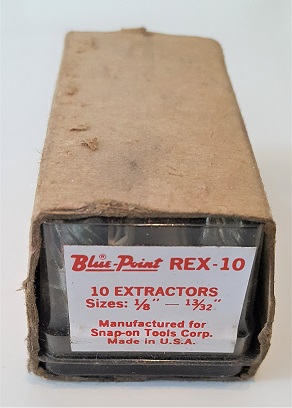 Blue-Point® REX-10
10 EXTRACTORS
Sizes: 1/8" — 13/32"
Manufactured for
Snap-on Tools Corp.
Made in U.S.A.